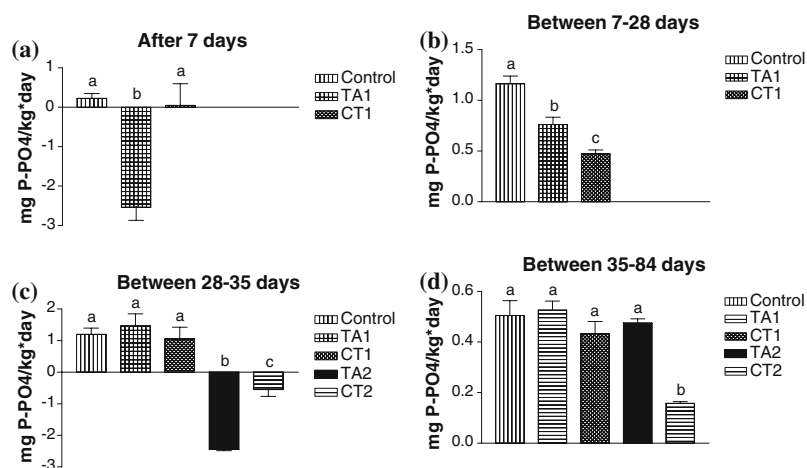 (a)
After 7 days
mg P-PO4/kg*day
1
0
-1
-2
-3
a
b
a
Control
TA1
CT1
(b)
Between 7-28 days
mg P-PO4/kg*day
1.5
1.0
0.5
0.0
a
b
c
Control
TA1
CT1
(c)
Between 28-35 days
mg P-PO4/kg*day
2
1
0
-1
-2
-3
a
a
a
b
c
Control
TA1
CT1
TA2
CT2
(d)
Between 35-84 days
mg P-PO4/kg*day
0.6
0.4
0.2
0.0
a
a
a
a
b
Control
TA1
CT1
TA2
CT2